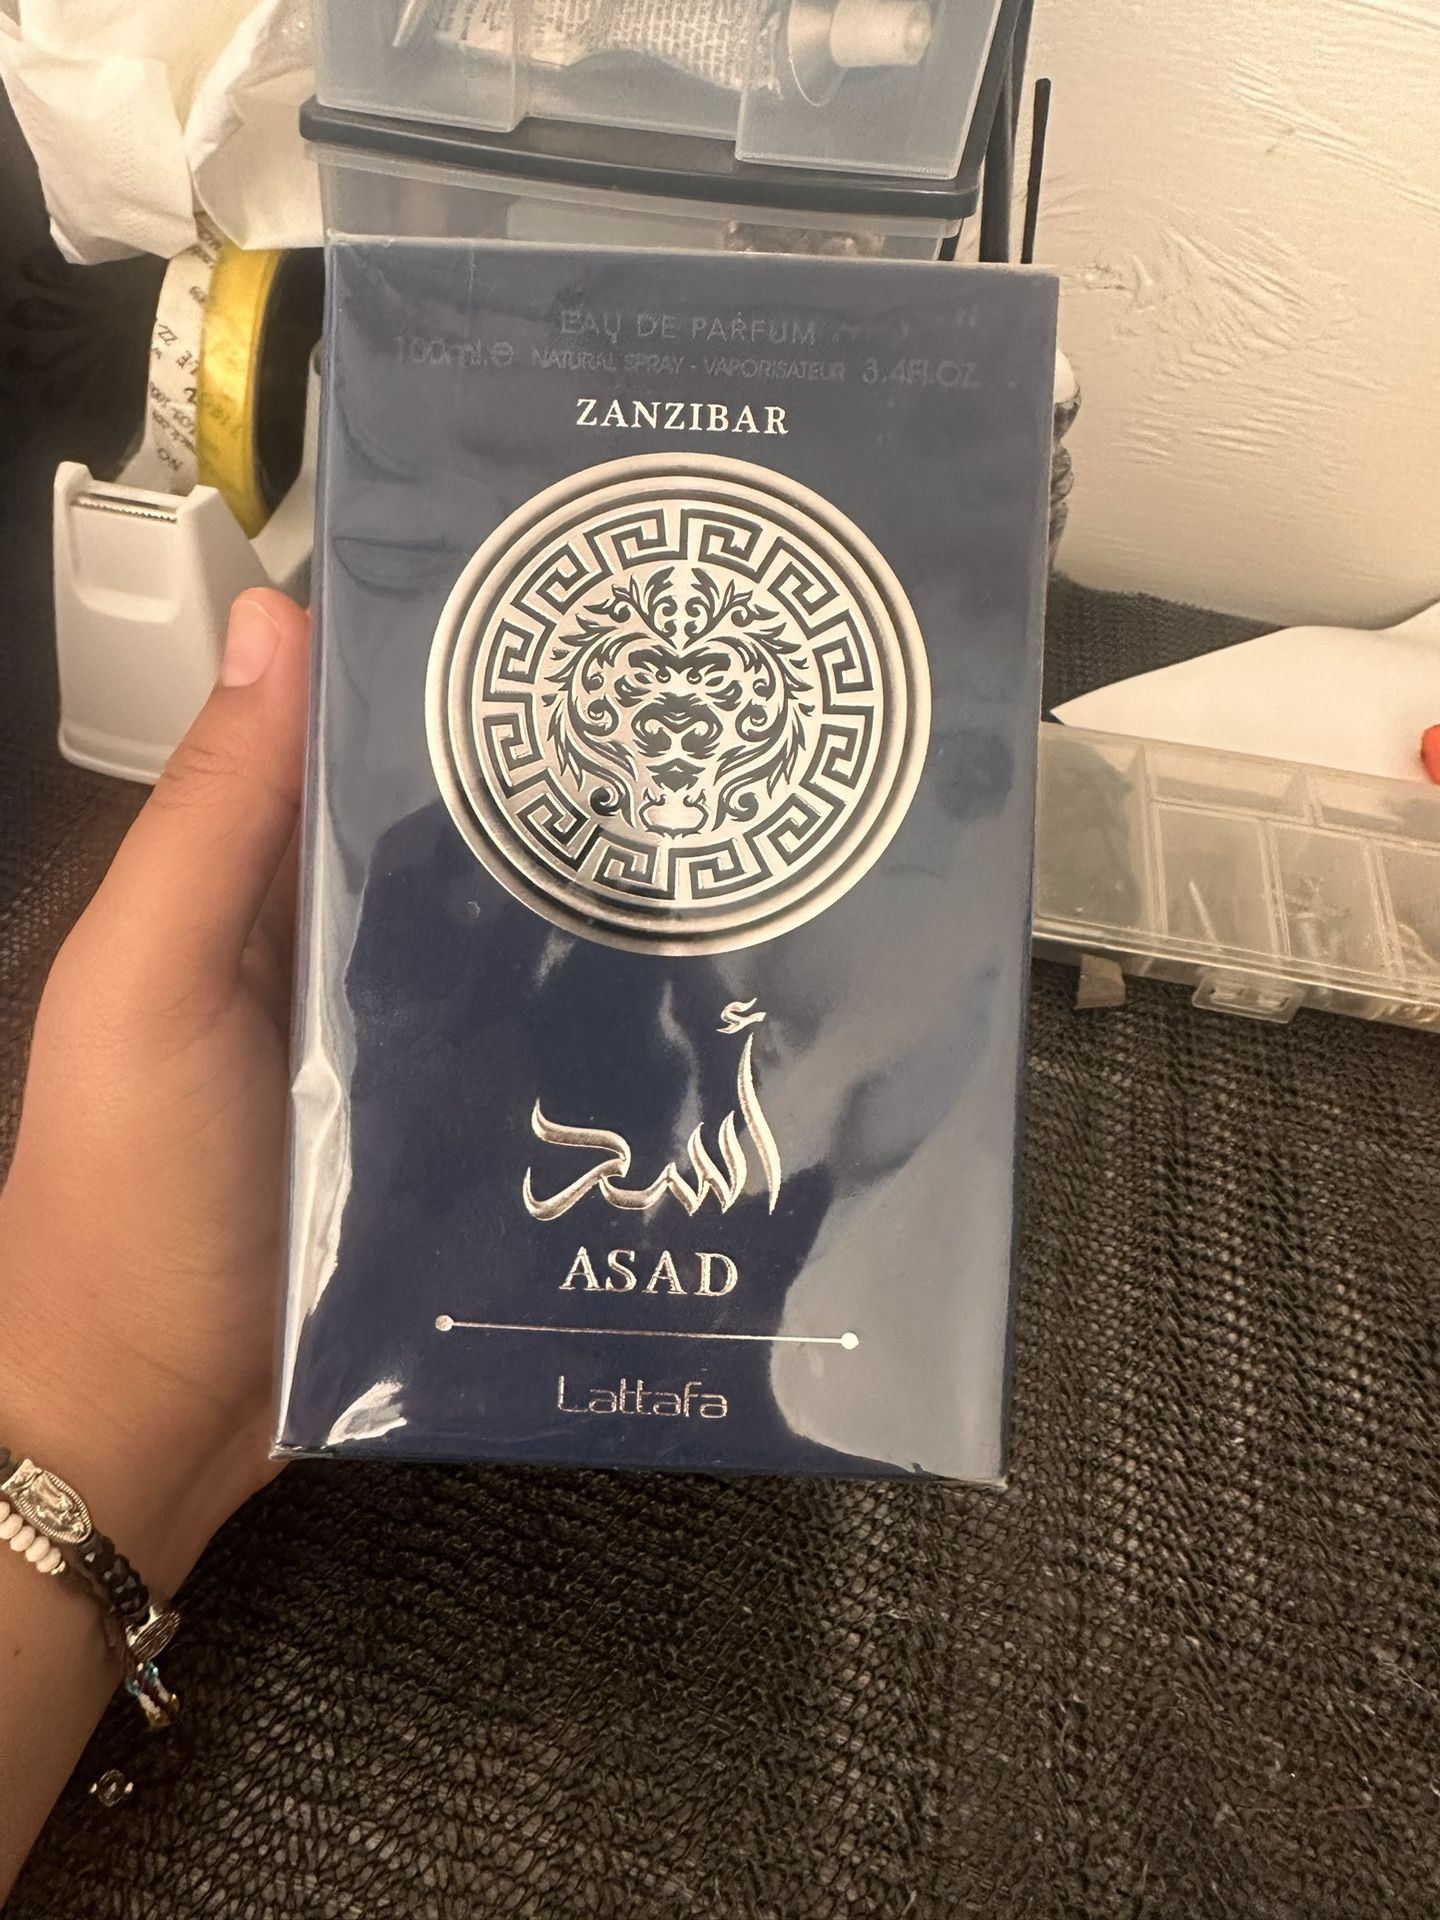 EAU DE PARFUM
100ml.℮ NATURAL SPRAY - VAPORISATEUR 3.4FL.OZ
ZANZIBAR
أسد
ASAD
Lattafa